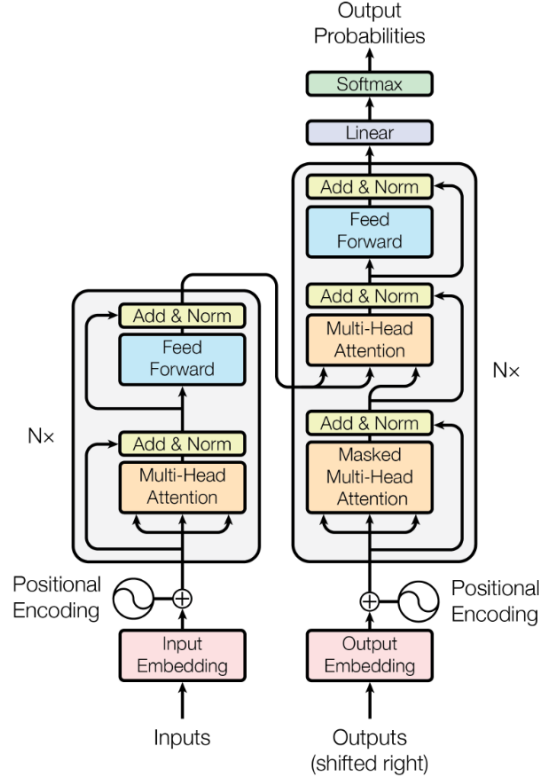 Output
Probabilities
Softmax
Linear
Add & Norm
Feed
Forward
Add & Norm
Multi-Head
Attention
Nx
Add & Norm
Masked
Multi-Head
Attention
Add & Norm
Feed
Forward
Nx
Add & Norm
Multi-Head
Attention
Positional
Encoding
Positional
Encoding
Input
Embedding
Output
Embedding
Inputs
Outputs
(shifted right)